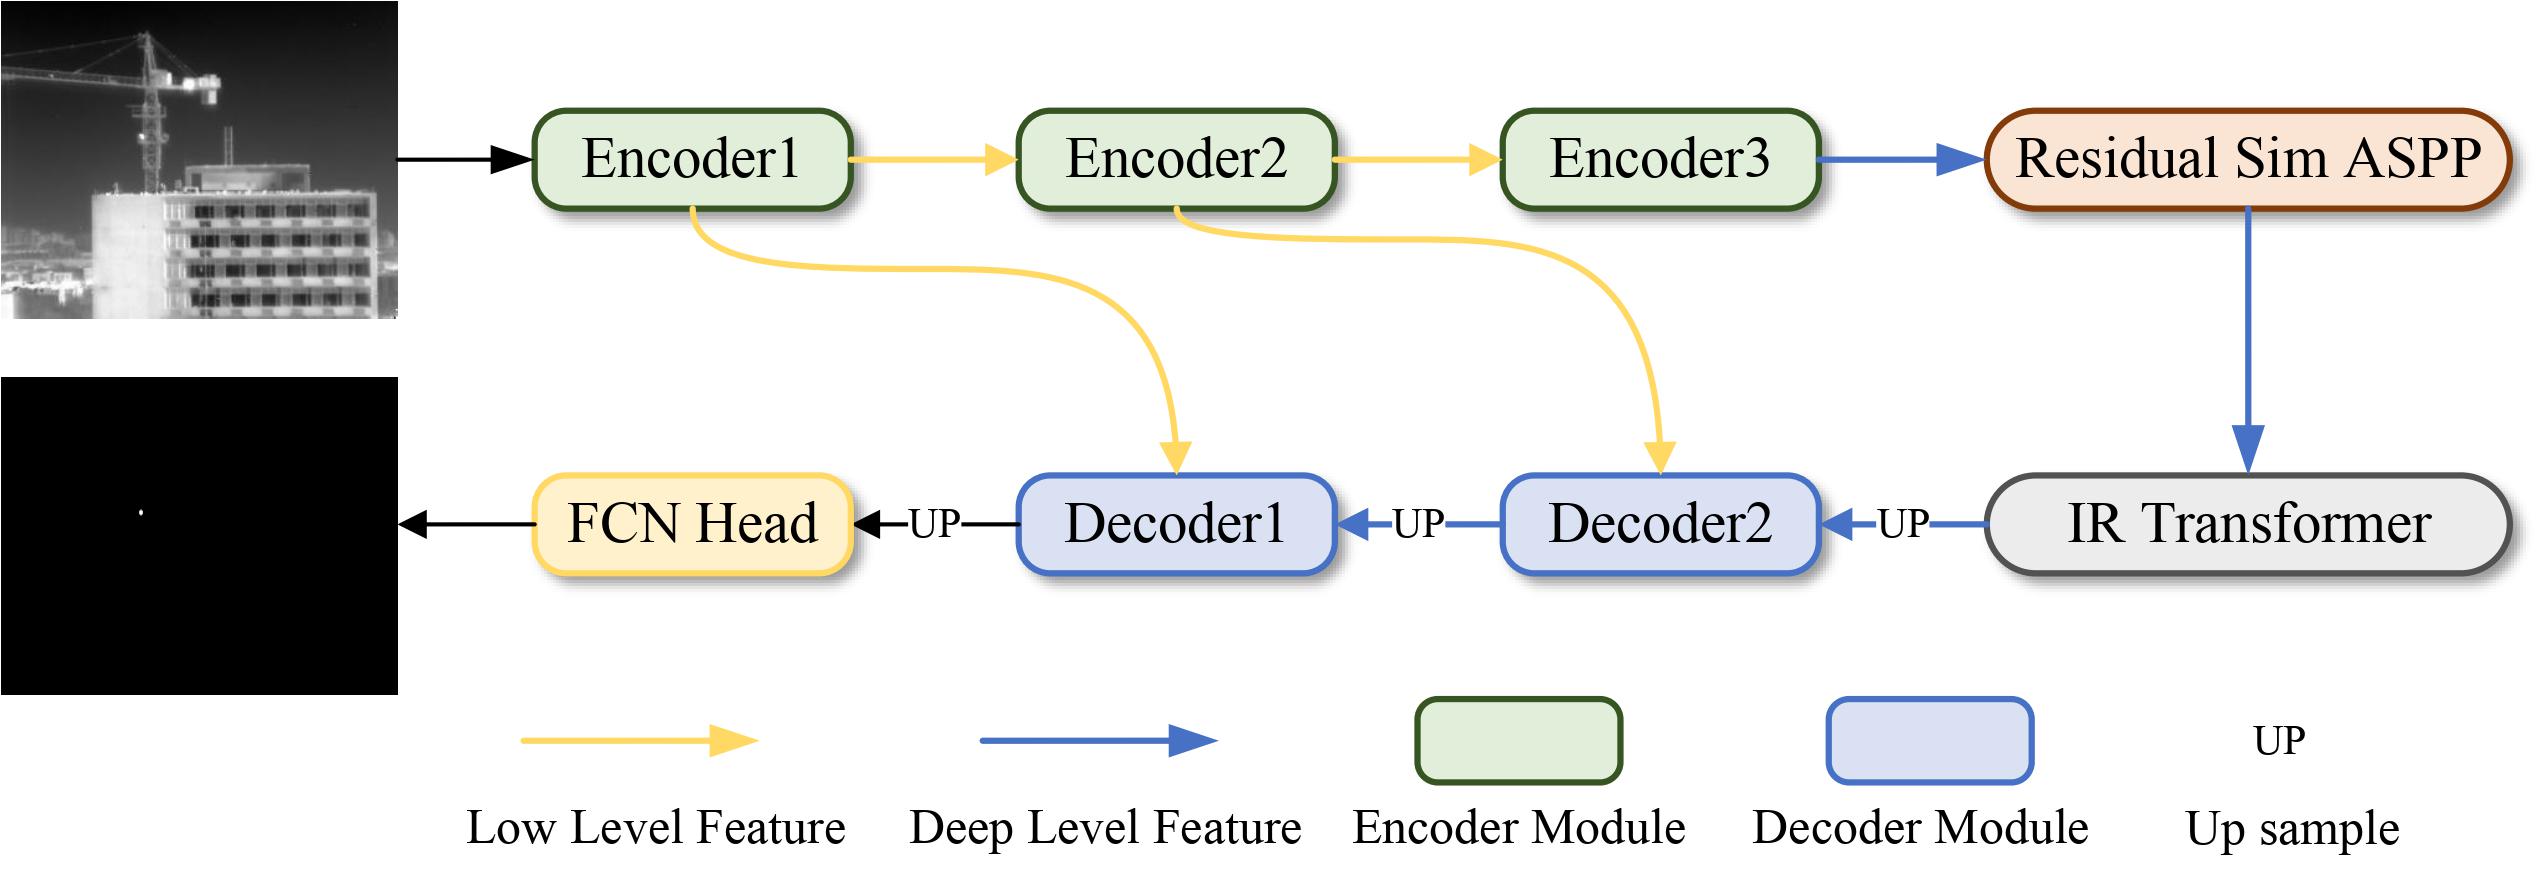 Encoder1
Encoder2
Encoder3
Residual Sim ASPP
FCN Head
UP
Decoder1
UP
Decoder2
UP
IR Transformer
UP
Low Level Feature
Deep Level Feature
Encoder Module
Decoder Module
Up sample